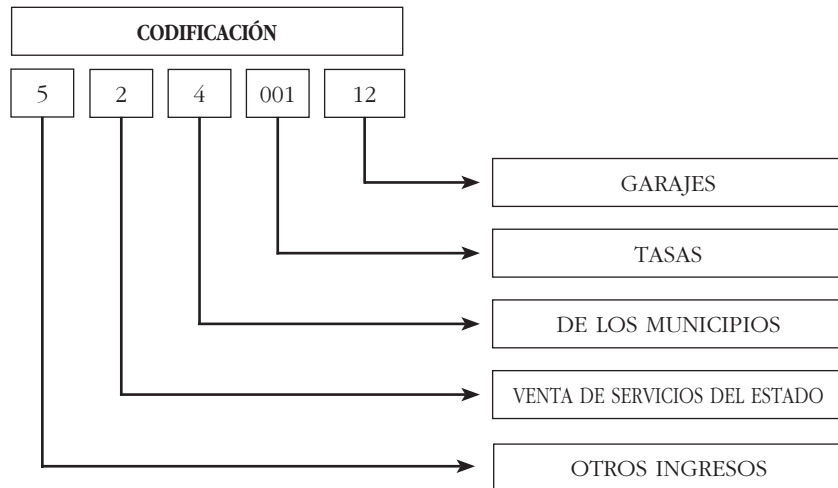 CODIFICACIÓN
5 2 4 001 12
GARAJES
TASAS
DE LOS MUNICIPIOS
VENTA DE SERVICIOS DEL ESTADO
OTROS INGRESOS